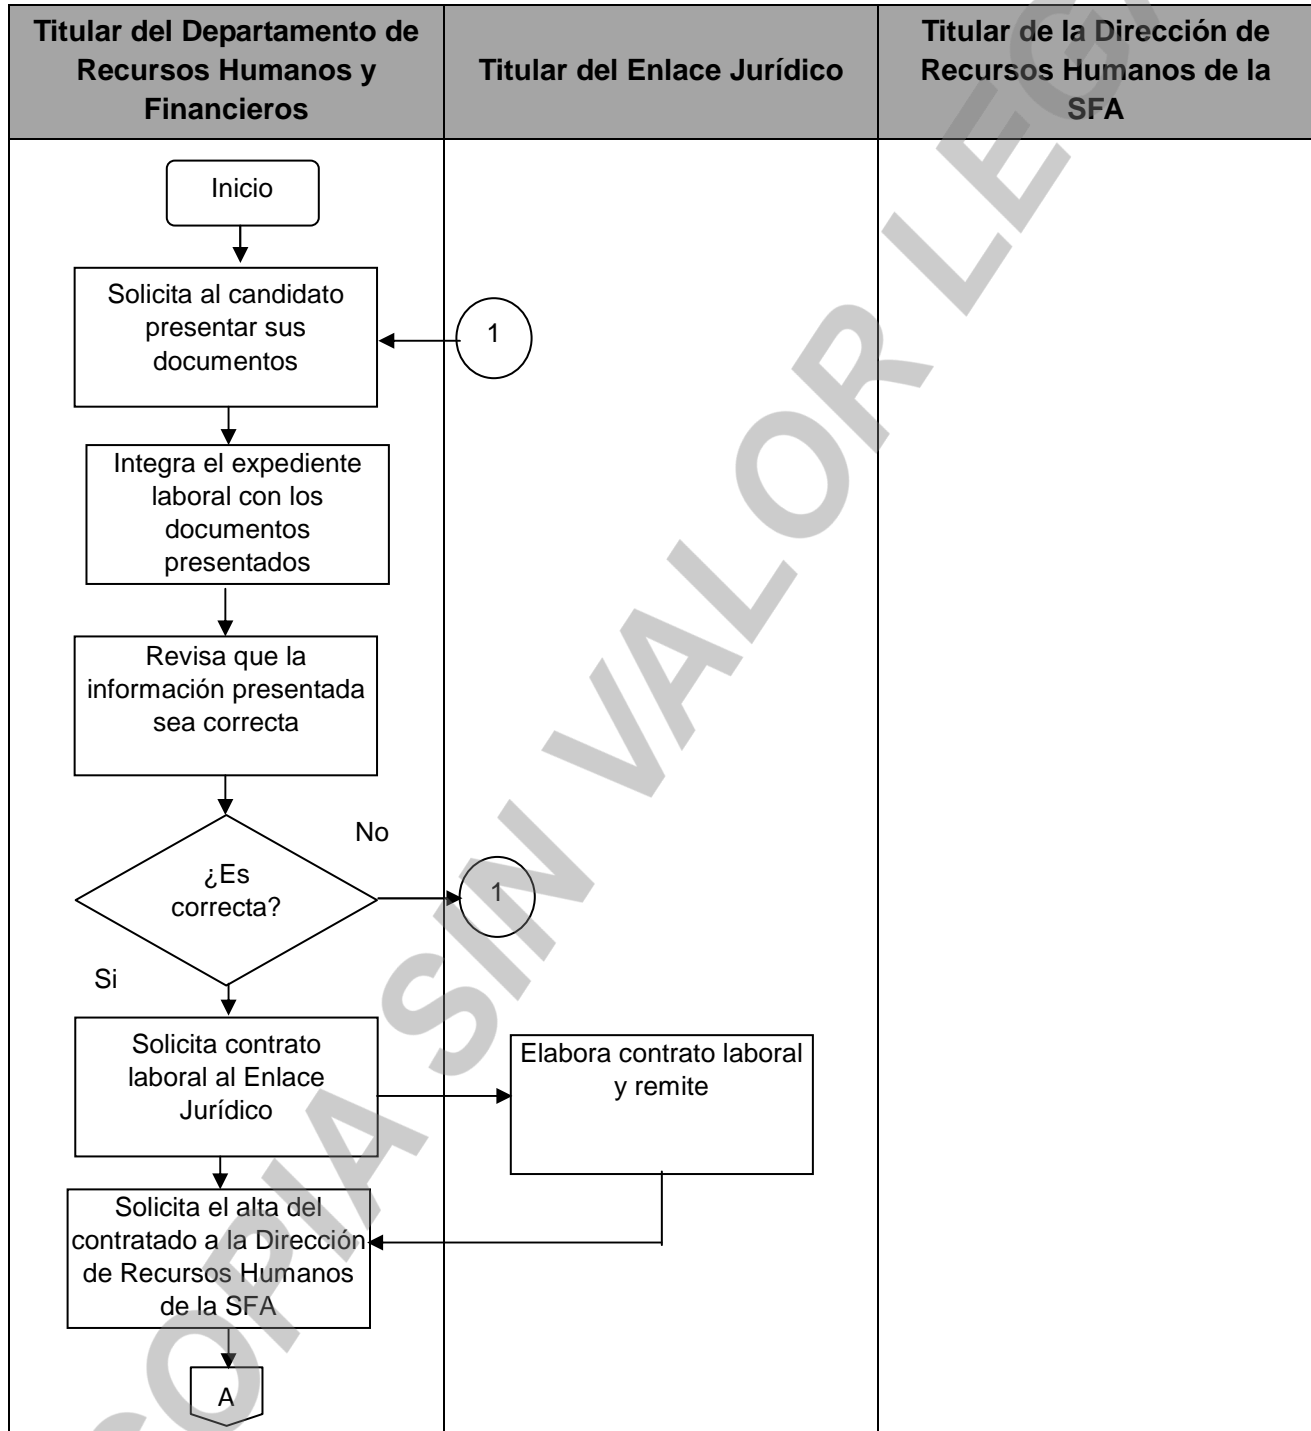 Titular del Departamento de
Recursos Humanos y
Financieros
Titular del Enlace Jurídico
Titular de la Dirección de
Recursos Humanos de la
SFA
Inicio
Solicita al candidato
presentar sus
documentos
1
Integra el expediente
laboral con los
documentos
presentados
Revisa que la
información presentada
sea correcta
No
¿Es
correcta?
1
Si
Solicita contrato
laboral al Enlace
Jurídico
Elabora contrato laboral
y remite
Solicita el alta del
contratado a la Dirección
de Recursos Humanos
de la SFA
A
OPIA SIN VALOR LEGA